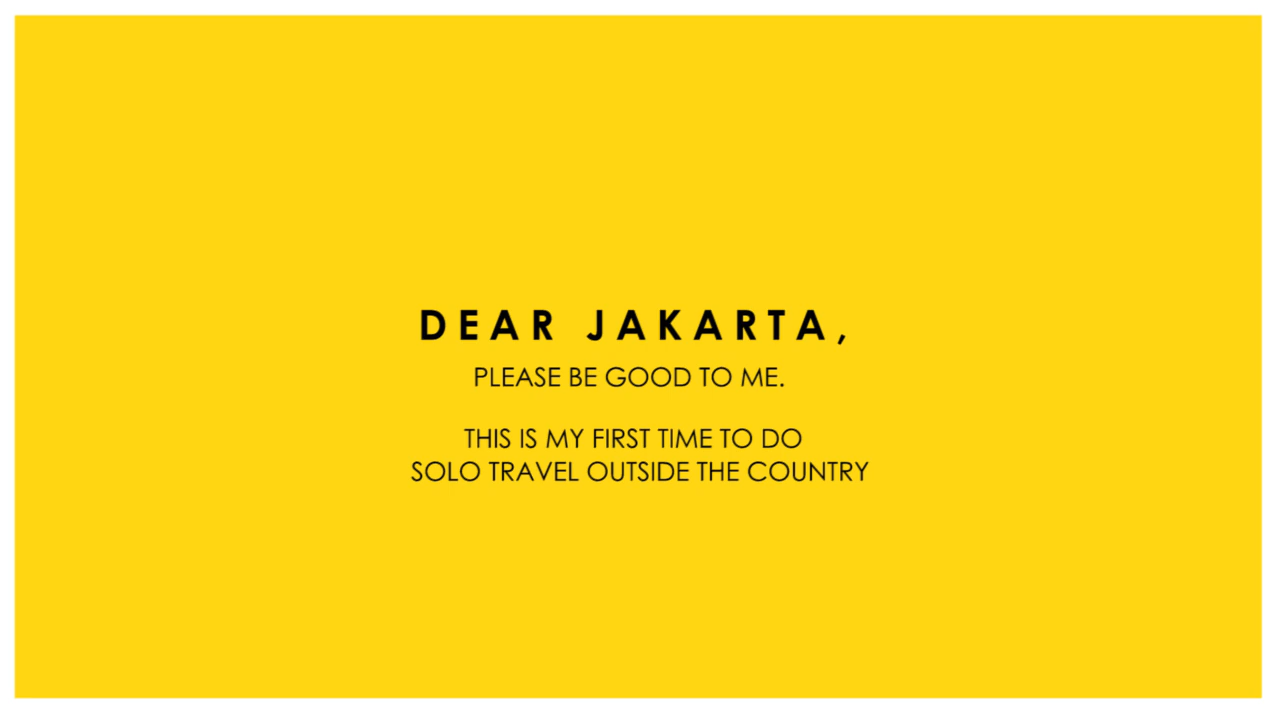 DEAR JAKARTA,
PLEASE BE GOOD TO ME.
THIS IS MY FIRST TIME TO DO
SOLO TRAVEL OUTSIDE THE COUNTRY